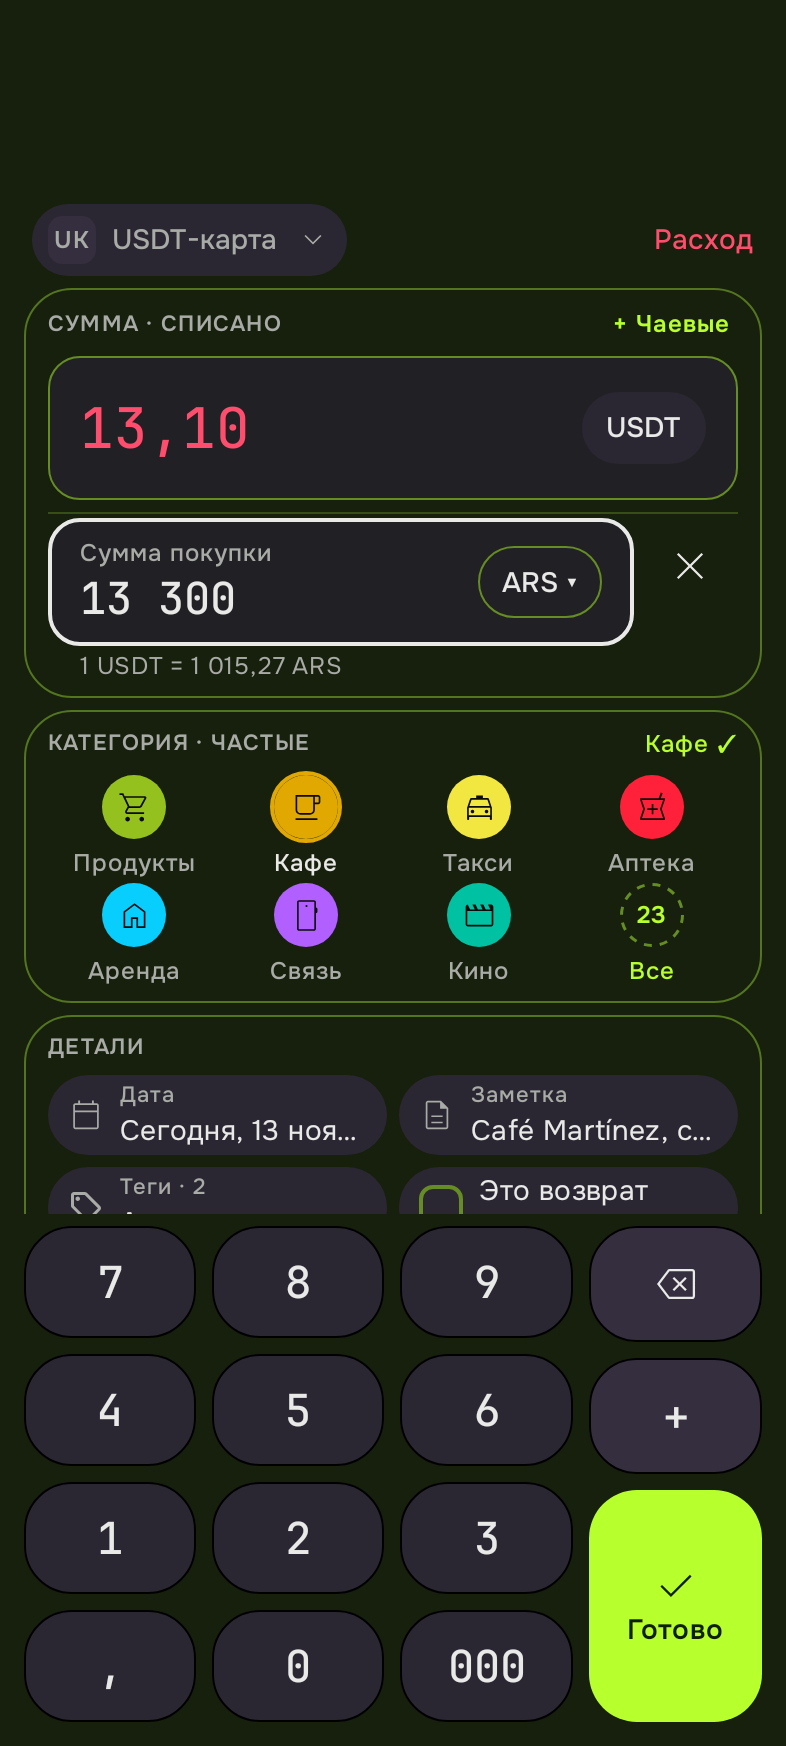 UK USDT-карта Расход
СУММА · СПИСАНО + Чаевые
13,10 USDT
Сумма покупки
13 300 ARS ▾
1 USDT = 1 015,27 ARS
КАТЕГОРИЯ · ЧАСТЫЕ Кафе ✓
Продукты Кафе Такси Аптека
23
Аренда Связь Кино Все
ДЕТАЛИ
Дата Заметка
Сегодня, 13 ноя... Café Martínez, с...
Теги · 2 Это возврат
7 8 9
4 5 6 +
1 2 3
Готово
, 0 000